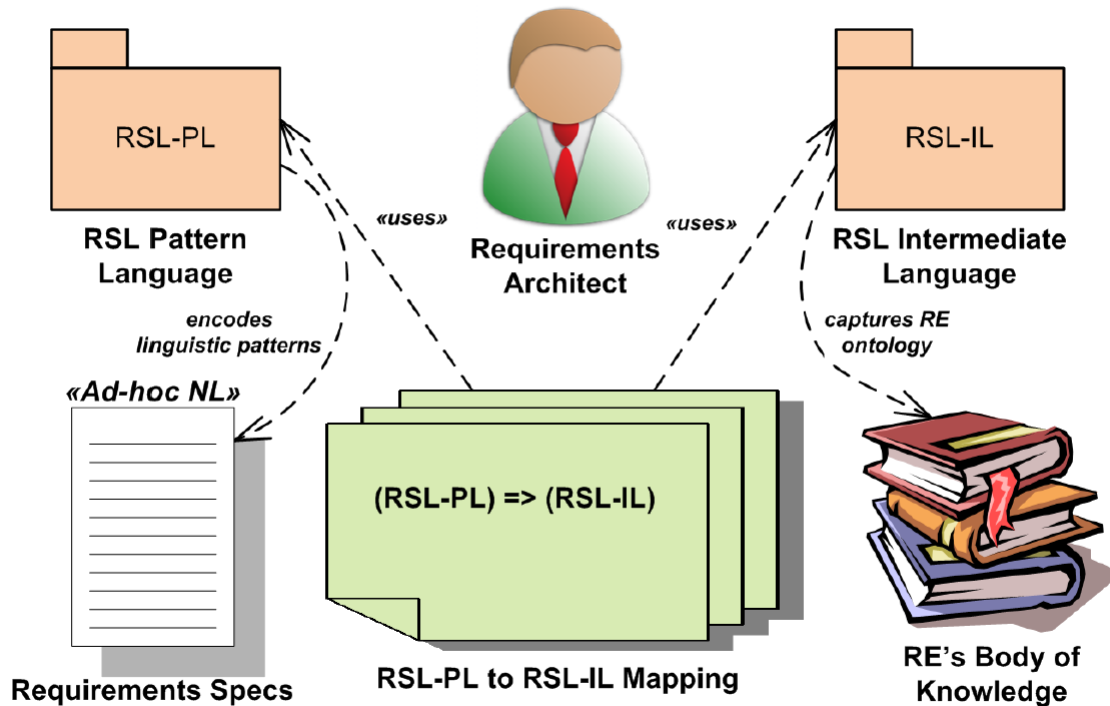 RSL-PL
RSL Pattern
Language
«uses»
Requirements
Architect
«uses»
RSL-IL
RSL Intermediate
Language
encodes
linguistic patterns
captures RE
ontology
«Ad-hoc NL»
Requirements Specs
(RSL-PL) => (RSL-IL)
RSL-PL to RSL-IL Mapping
RE's Body of
Knowledge